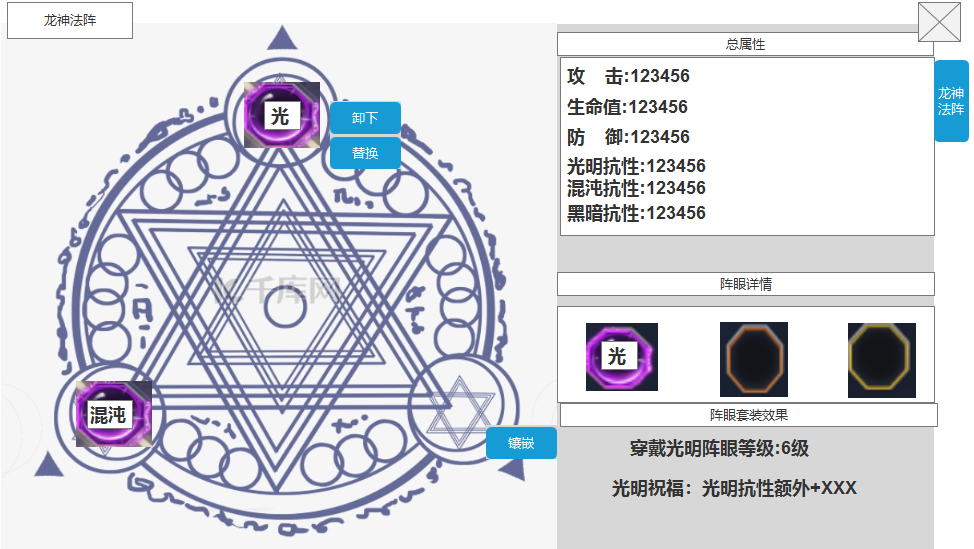 龙神法阵
总属性
攻 击:123456
生命值:123456
防 御:123456
光明抗性:123456
混沌抗性:123456
黑暗抗性:123456
龙神
法阵
光
卸下
替换
千库网
混沌
镶嵌
阵眼详情
光
阵眼套装效果
穿戴光明阵眼等级:6级
光明祝福：光明抗性额外+XXX